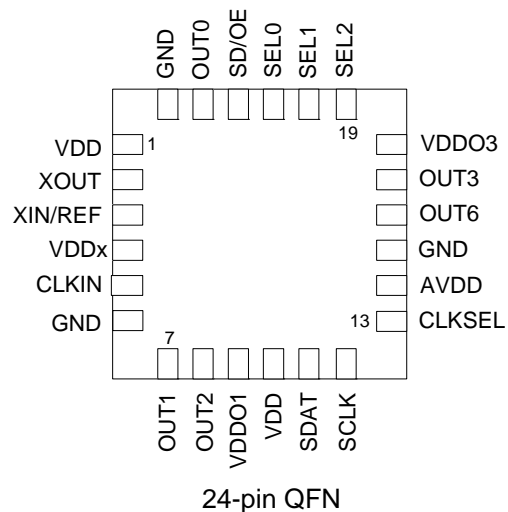 GND
OUT0
SD/OE
SEL0
SEL1
SEL2
VDD
1
19
VDDO3
XOUT
OUT3
XIN/REF
OUT6
VDDx
GND
CLKIN
AVDD
GND
7
13
CLKSEL
OUT1
OUT2
VDDO1
VDD
SDAT
SCLK
24-pin QFN